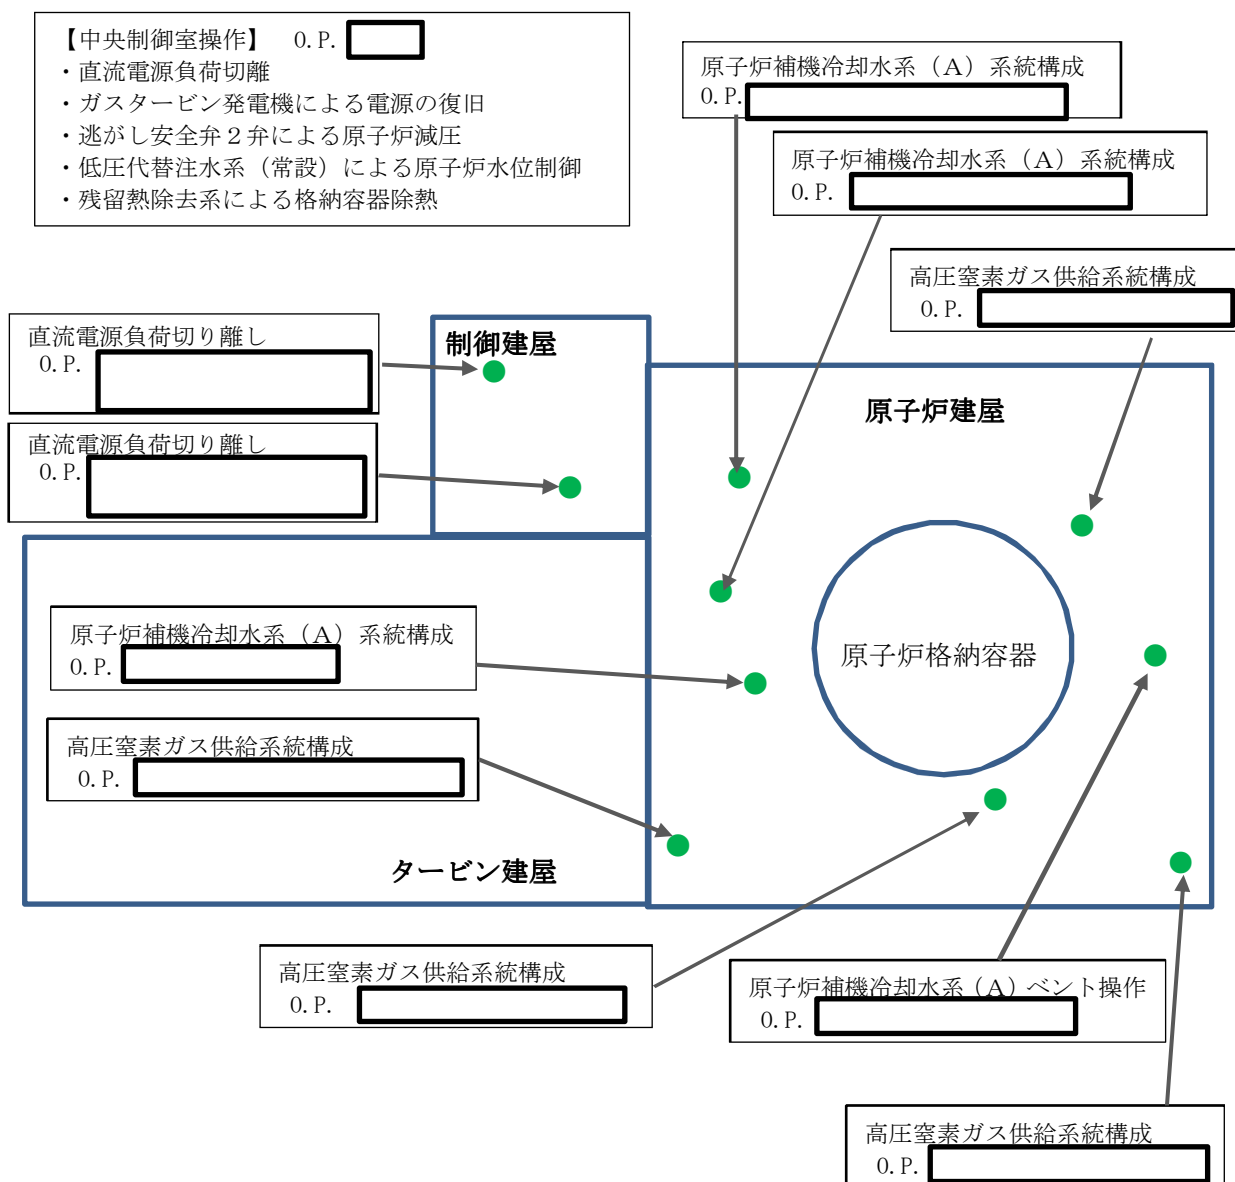 【中央制御室操作】 O.P.
・直流電源負荷切離
・ガスタービン発電機による電源の復旧
・逃がし安全弁２弁による原子炉減圧
・低圧代替注水系（常設）による原子炉水位制御
・残留熱除去系による格納容器除熱
原子炉補機冷却水系（A）系統構成
O.P.
原子炉補機冷却水系（A）系統構成
O.P.
高圧窒素ガス供給系統構成
O.P.
直流電源負荷切り離し
O.P.
制御建屋
直流電源負荷切り離し
O.P.
原子炉建屋
原子炉補機冷却水系（A）系統構成
O.P.
原子炉格納容器
高圧窒素ガス供給系統構成
O.P.
タービン建屋
高圧窒素ガス供給系統構成
O.P.
原子炉補機冷却水系（A）ベント操作
O.P.
高圧窒素ガス供給系統構成
O.P.